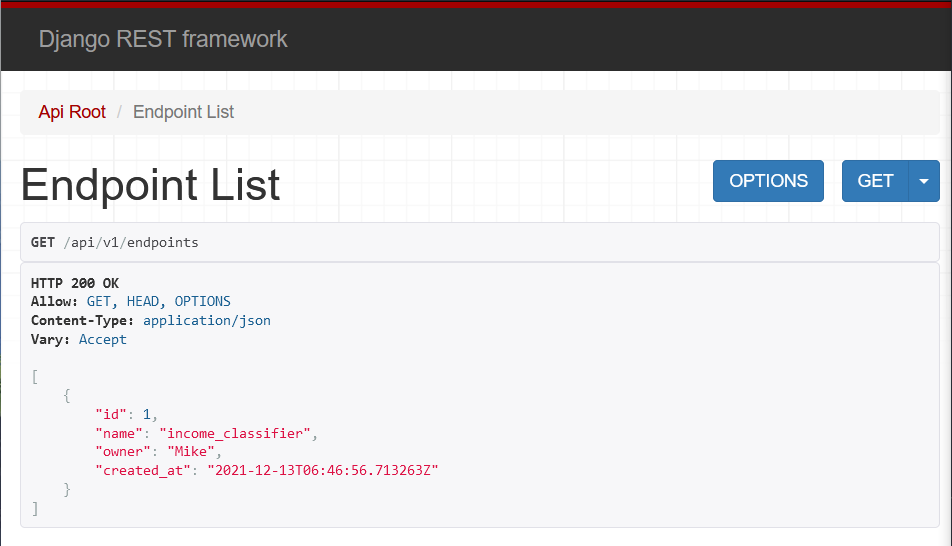 Django REST framework
Api Root / Endpoint List
Endpoint List
OPTIONS
GET
GET /api/v1/endpoints
HTTP 200 OK
Allow: GET, HEAD, OPTIONS
Content-Type: application/json
Vary: Accept
[
    {
        "id": 1,
        "name": "income_classifier",
        "owner": "Mike",
        "created_at": "2021-12-13T06:46:56.713263Z"
    }
]